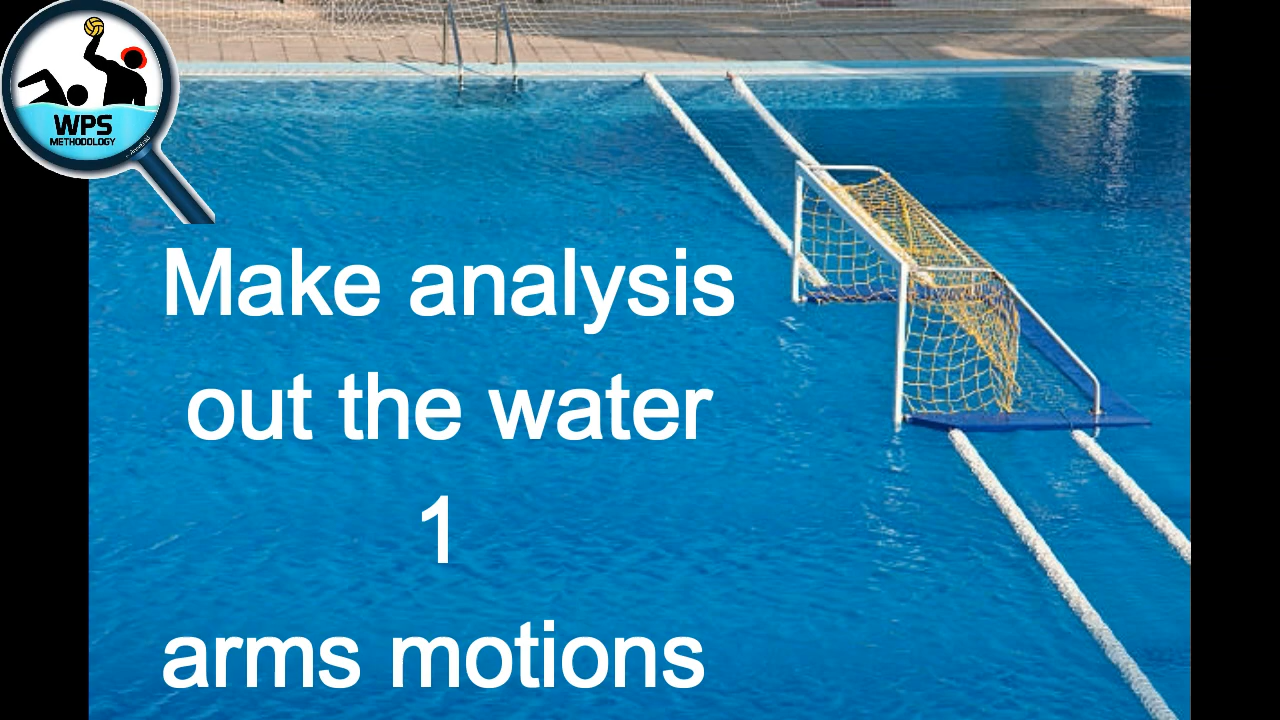 WPS
METHODOLOGY
Make analysis
out the water
1
arms motions